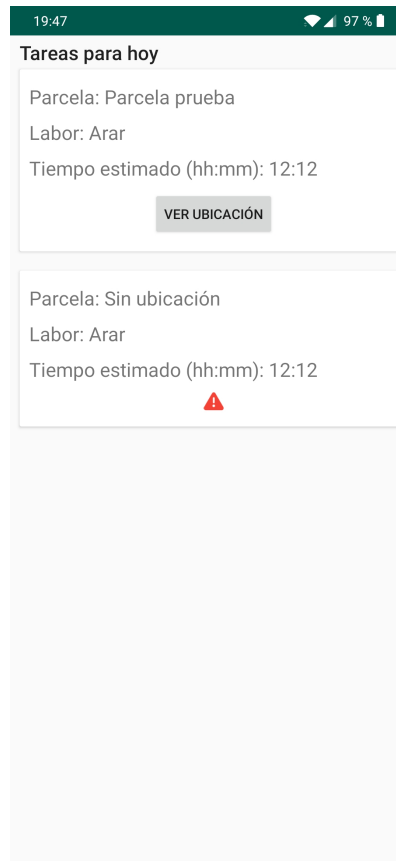 19:47
97 %
Tareas para hoy
Parcela: Parcela prueba
Labor: Arar
Tiempo estimado (hh:mm): 12:12
VER UBICACIÓN
Parcela: Sin ubicación
Labor: Arar
Tiempo estimado (hh:mm): 12:12